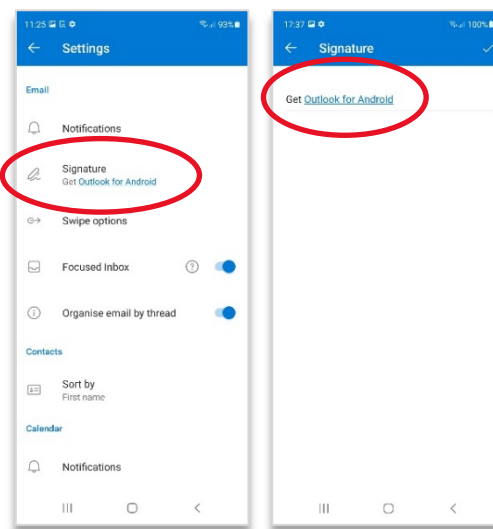 11:25 93%
Settings
Email
Notifications
Signature
Get Outlook for Android
Swipe options
Focused Inbox
Organise email by thread
Contacts
Sort by
First name
Calendar
Notifications
17:37 100%
Signature
Get Outlook for Android